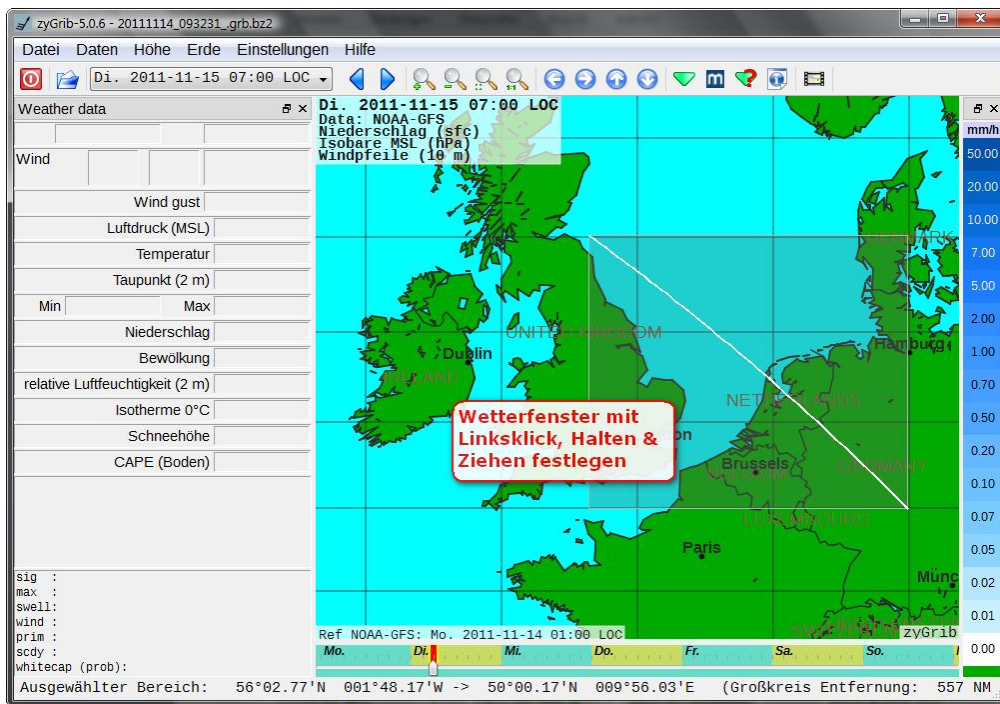 zyGrib-5.0.6 - 20111114_093231_.grb.bz2
Datei Daten Höhe Erde Einstellungen Hilfe
Di. 2011-11-15 07:00 LOC
Weather data
Wind
Wind gust
Luftdruck (MSL)
Temperatur
Taupunkt (2 m)
Min Max
Niederschlag
Bewölkung
relative Luftfeuchtigkeit (2 m)
Isotherme 0°C
Schneehöhe
CAPE (Boden)
sig :
max :
swell:
wind :
prim :
scdy :
whitecap (prob):
Di. 2011-11-15 07:00 LOC
Data: NOAA-GFS
Niederschlag (sfc)
Isobare MSL (hPa)
Windpfeile (10 m)
DENMARK
UNITED KINGDOM
Hamburg
Dublin
IRELAND
NETHERLANDS
Wetterfenster mit
Linksklick, Halten &
Ziehen festlegen
Brussels
GERMANY
LUXEMBOURG
Paris
Münc
zyGrib
Ref NOAA-GFS: Mo. 2011-11-14 01:00 LOC
Mo. Di. Mi. Do. Fr. Sa. So.
mm/h
50.00
20.00
10.00
7.00
5.00
2.00
1.00
0.70
0.50
0.20
0.10
0.07
0.05
0.02
0.01
0.00
Ausgewählter Bereich: 56°02.77'N 001°48.17'W -> 50°00.17'N 009°56.03'E (Großkreis Entfernung: 557 NM